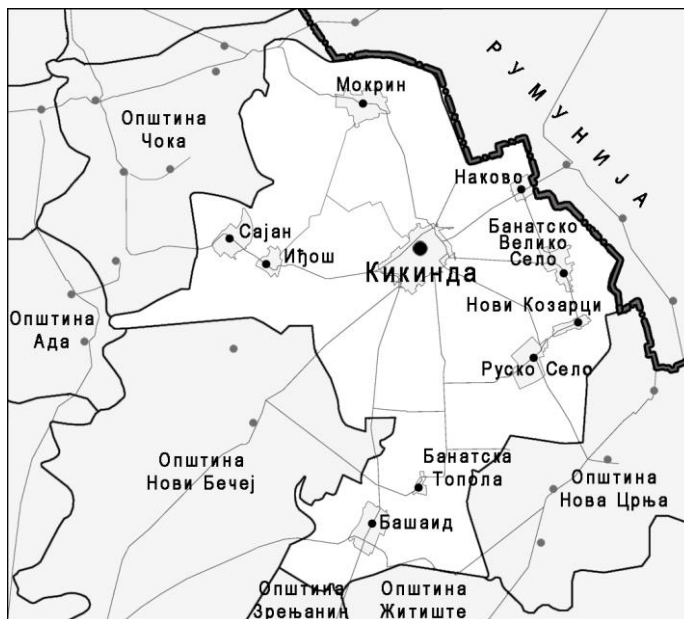 РУМУНИЈА
Мокрин
Општина
Чока
Наково
Сајан
Банатско
Велико
Село
Иђош
Кикинда
Нови Козарци
Општина
Ада
Руско Село
Општина
Нови Бечеј
Банатска
Топола
Општина
Нова Црња
Башаид
Општина
Зрењанин
Општина
Житиште